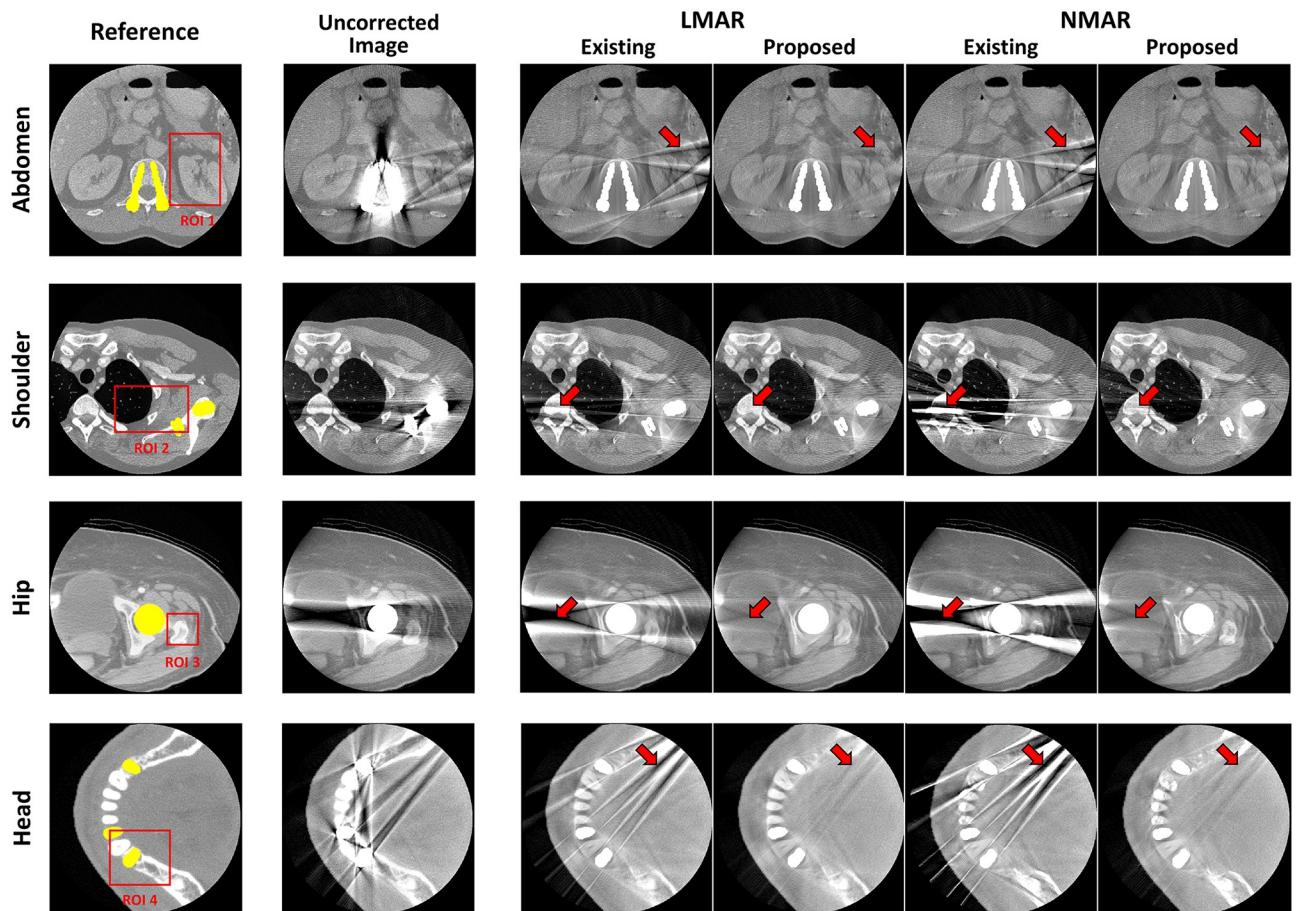 Reference
Uncorrected
Image
LMAR
NMAR
Existing
Proposed
Existing
Proposed
Abdomen
ROI 1
Shoulder
ROI 2
Hip
ROI 3
Head
ROI 4